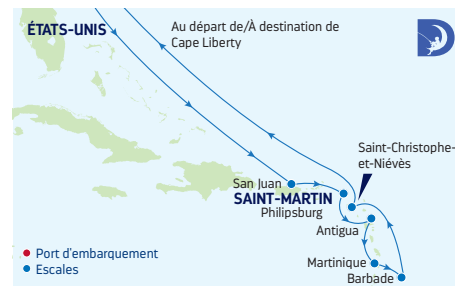 ÉTATS-UNIS
Au départ de/À destination de
Cape Liberty
Saint-Christophe-
et-Niévès
San Juan
SAINT-MARTIN
Philipsburg
Antigua
Martinique
Barbade
Port d'embarquement
Escales